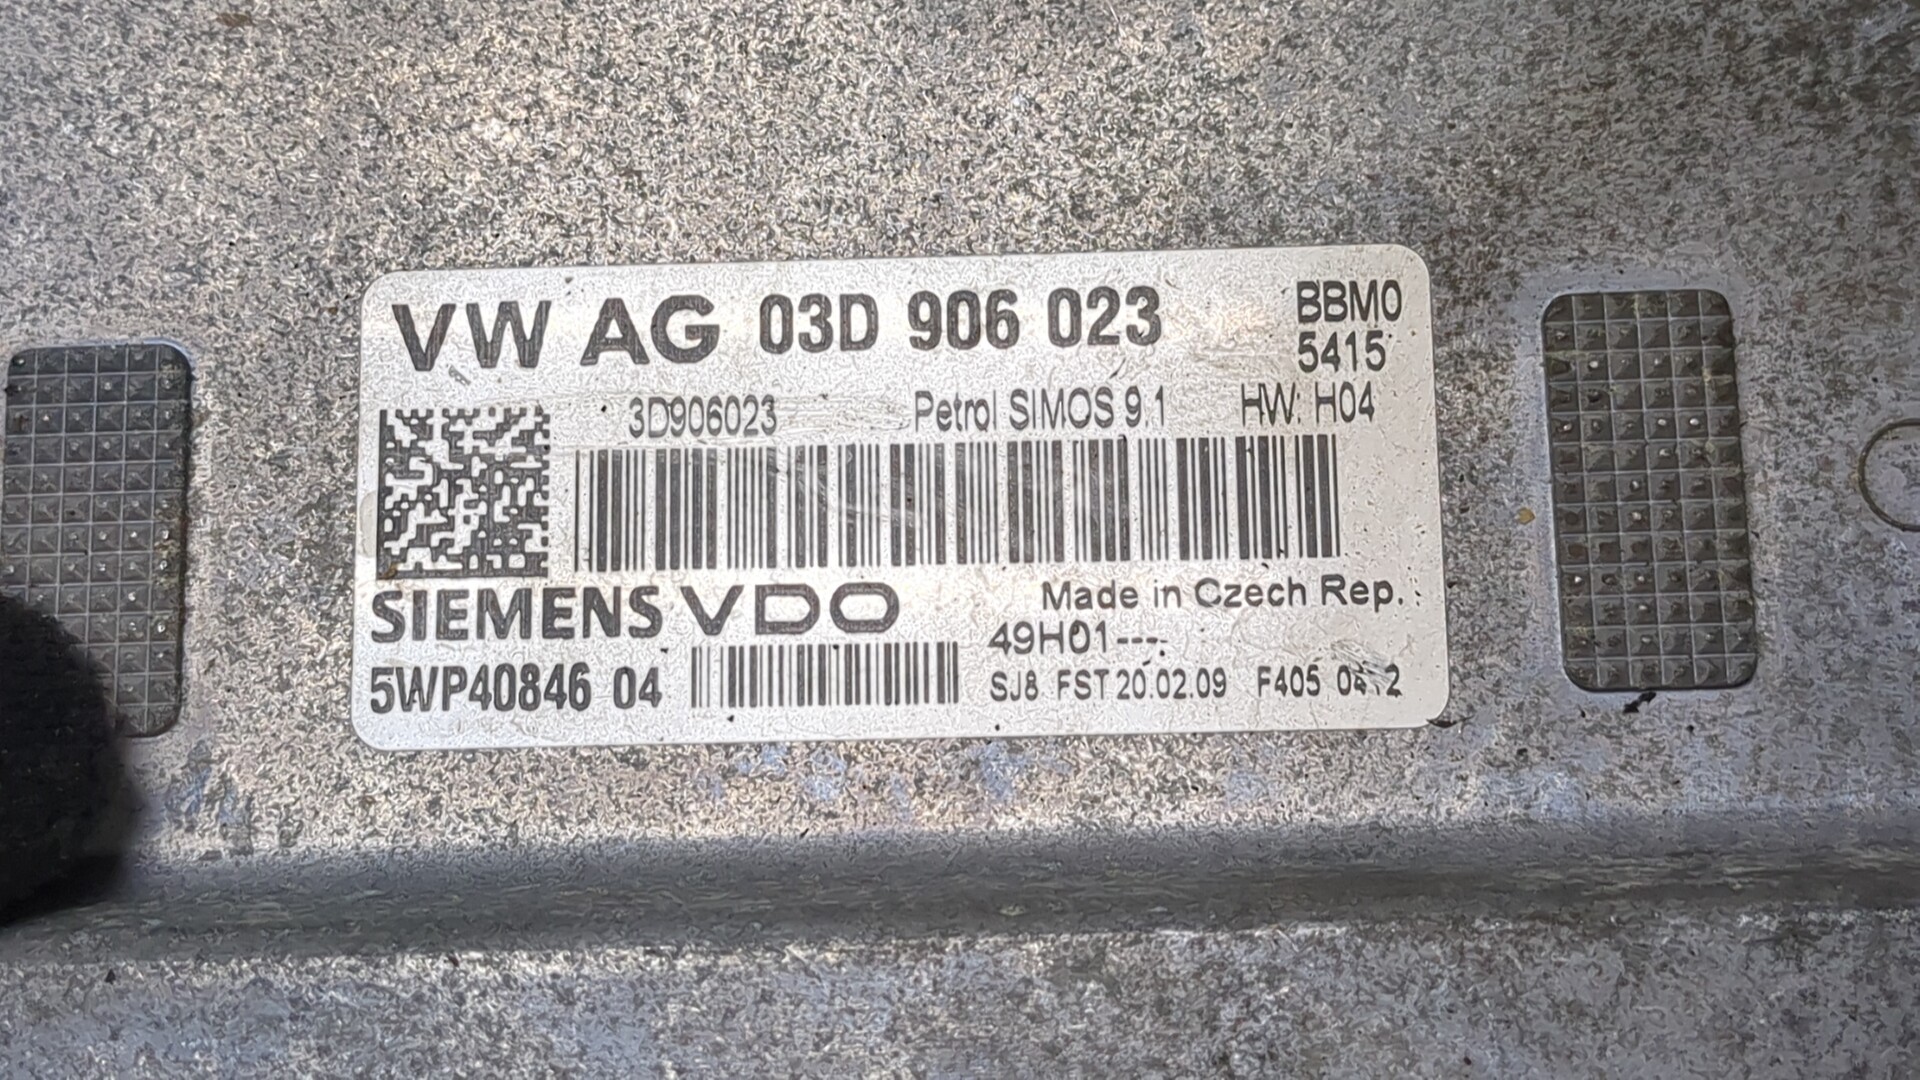 VW AG 03D 906 023 BBM0
5415
3D906023 Petrol SIMOS 9.1 HW: H04
SIEMENS VDO Made in Czech Rep.
49H01---
5WP40846 04 SJ8 FST 20.02.09 F405